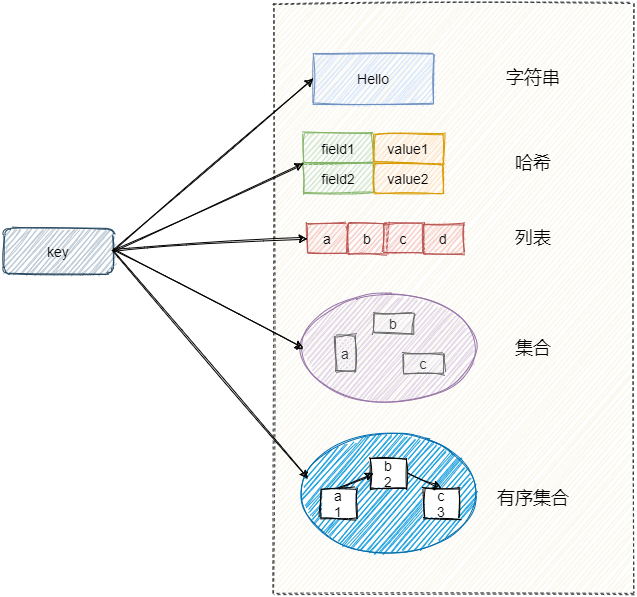 key
Hello
字符串
field1 value1
field2 value2
哈希
a b c d
列表
b
a
c
集合
b
2
a
1
c
3
有序集合